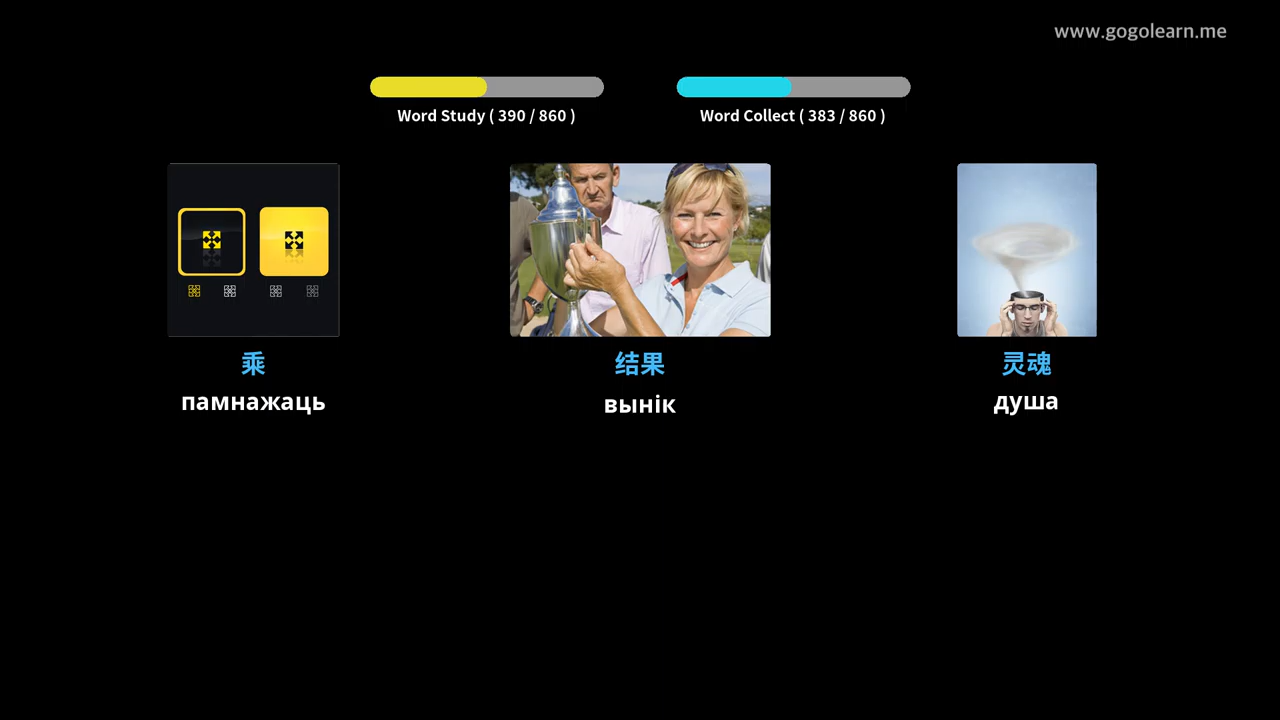 www.gogolearn.me
Word Study ( 390 / 860 )
Word Collect ( 383 / 860 )
乘
结果
灵魂
памнажаць
вынік
душа